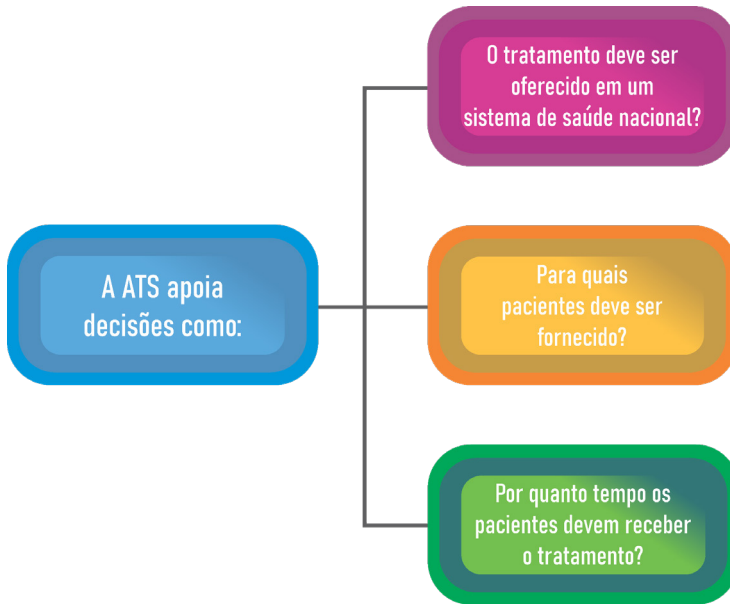 A ATS apoia
decisões como:
O tratamento deve ser
oferecido em um
sistema de saúde nacional?
Para quais
pacientes deve ser
fornecido?
Por quanto tempo os
pacientes devem receber
o tratamento?